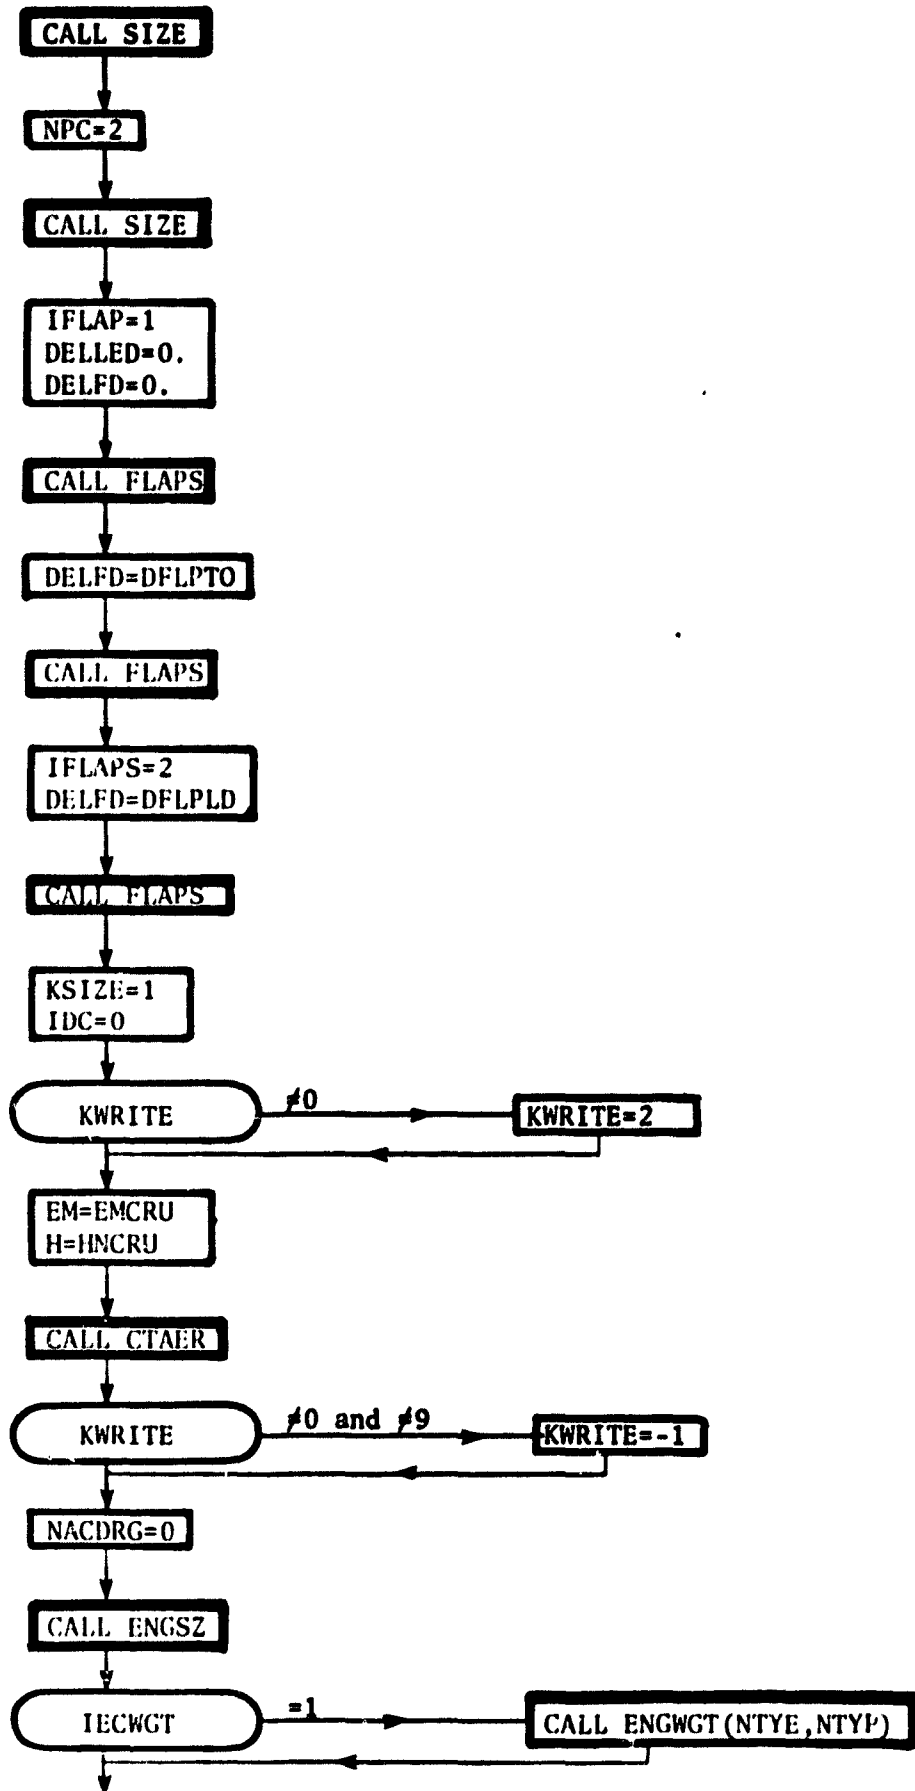 CALL SIZE
NPC=2
CALL SIZE
IFLAP=1
DELLED=0.
DELFD=0.
CALL FLAPS
DELFD=DFLPTO
CALL FLAPS
IFLAPS=2
DELFD=DFLPLD
CALL FLAPS
KSIZE=1
IDC=0
KWRITE
≠0
KWRITE=2
EM=EMCRU
H=HNCRU
CALL CTAER
KWRITE
≠0 and ≠9
KWRITE=-1
NACDRG=0
CALL ENGSZ
IECWGT
=1
CALL ENGWGT(NTYE,NTYP)